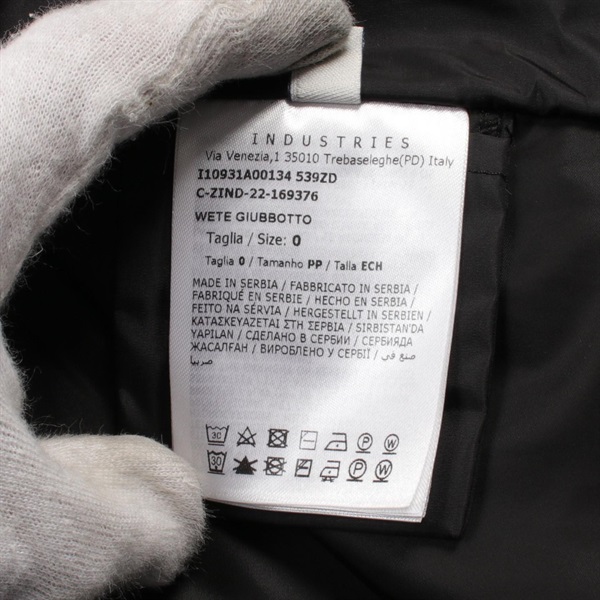 INDUSTRIES
Via Venezia,1 35010 Trebaseleghe(PD) Italy
I10931A00134 539ZD
C-ZIND-22-169376
WETE GIUBBOTTO
Taglia / Size: 0
Taglia 0 / Tamanho PP / Talla ECH
MADE IN SERBIA / FABBRICATO IN SERBIA /
FABRIQUÉ EN SERBIE / HECHO EN SERBIA /
FEITO NA SÉRVIA / HERGESTELLT IN SERBIEN /
ΚΑΤΑΣΚΕΥΑΖΕΤΑΙ ΣΤΗ ΣΕΡΒΙΑ / SIRBISTAN'DA
YAPILAN / СДЕЛАНО В СЕРБИИ / СЕРБИЯДА
ЖАСАЛҒАН / ВИРОБЛЕНО У СЕРБІЇ / صنع في
صربيا
30 P W
30 P W